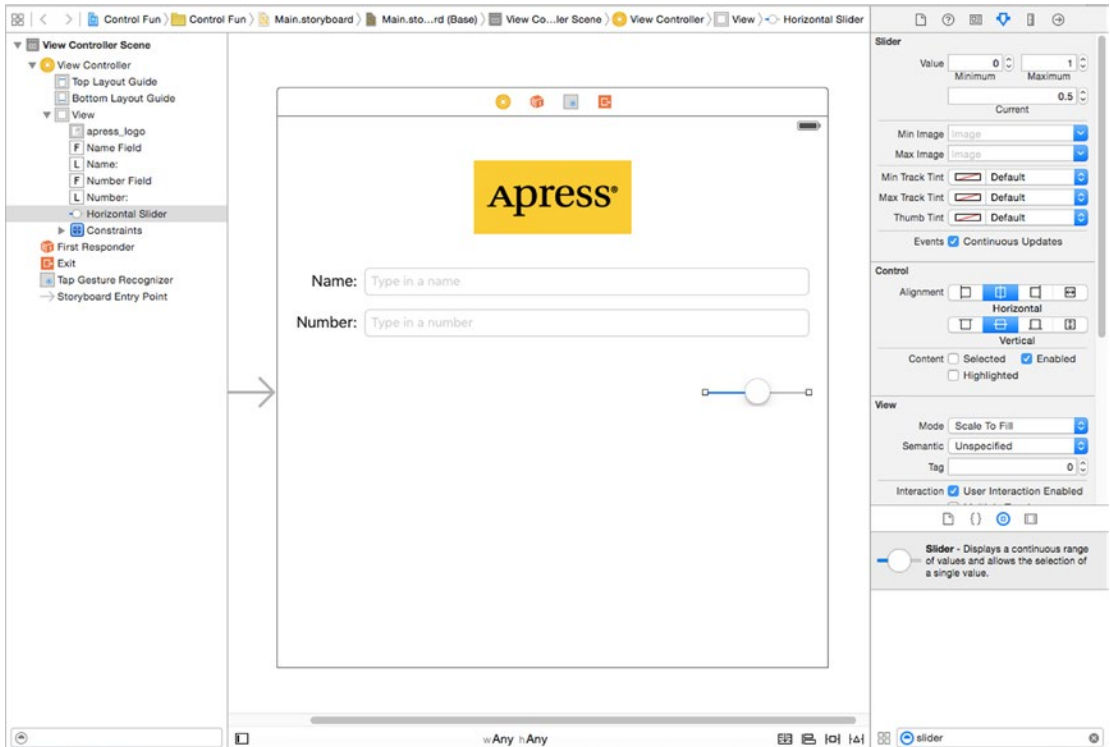 Control Fun
Control Fun
Main.storyboard
Main.sto...rd (Base)
View Co...ler Scene
View Controller
View
Horizontal Slider
View Controller Scene
View Controller
Top Layout Guide
Bottom Layout Guide
View
apress_logo
F Name Field
L Name:
F Number Field
L Number:
Horizontal Slider
Constraints
First Responder
Exit
Tap Gesture Recognizer
Storyboard Entry Point
Apress®
Name: Type in a name
Number: Type in a number
wAny hAny
Slider
Value 0 1
Minimum Maximum
0.5
Current
Min Image Image
Max Image Image
Min Track Tint Default
Max Track Tint Default
Thumb Tint Default
Events Continuous Updates
Control
Alignment
Horizontal
Vertical
Content Selected Enabled
Highlighted
View
Mode Scale To Fill
Semantic Unspecified
Tag 0
Interaction User Interaction Enabled
Slider - Displays a continuous range
of values and allows the selection of
a single value.
slider